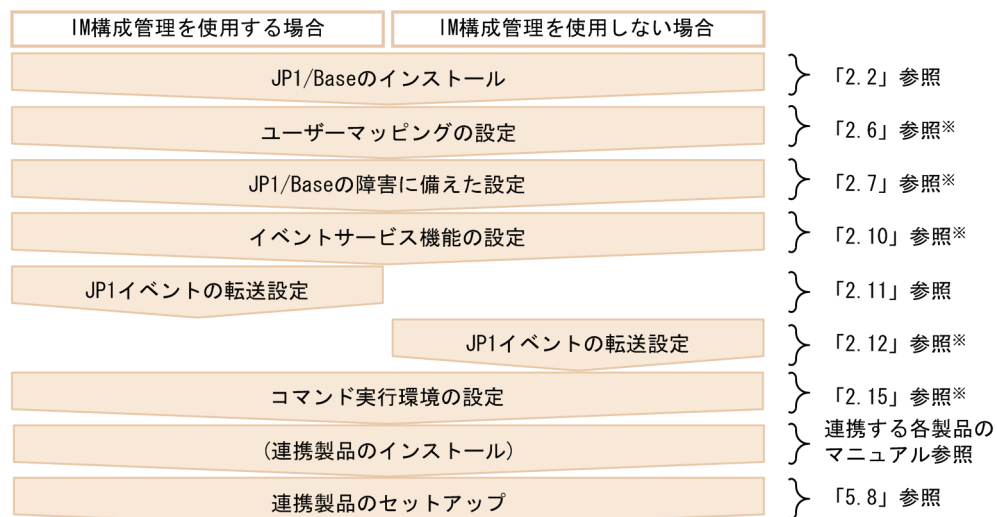 IM構成管理を使用する場合
IM構成管理を使用しない場合
JP1/Baseのインストール
「2.2」参照
ユーザーマッピングの設定
「2.6」参照※
JP1/Baseの障害に備えた設定
「2.7」参照※
イベントサービス機能の設定
「2.10」参照※
JP1イベントの転送設定
「2.11」参照
JP1イベントの転送設定
「2.12」参照※
コマンド実行環境の設定
「2.15」参照※
(連携製品のインストール)
連携する各製品の
マニュアル参照
連携製品のセットアップ
「5.8」参照